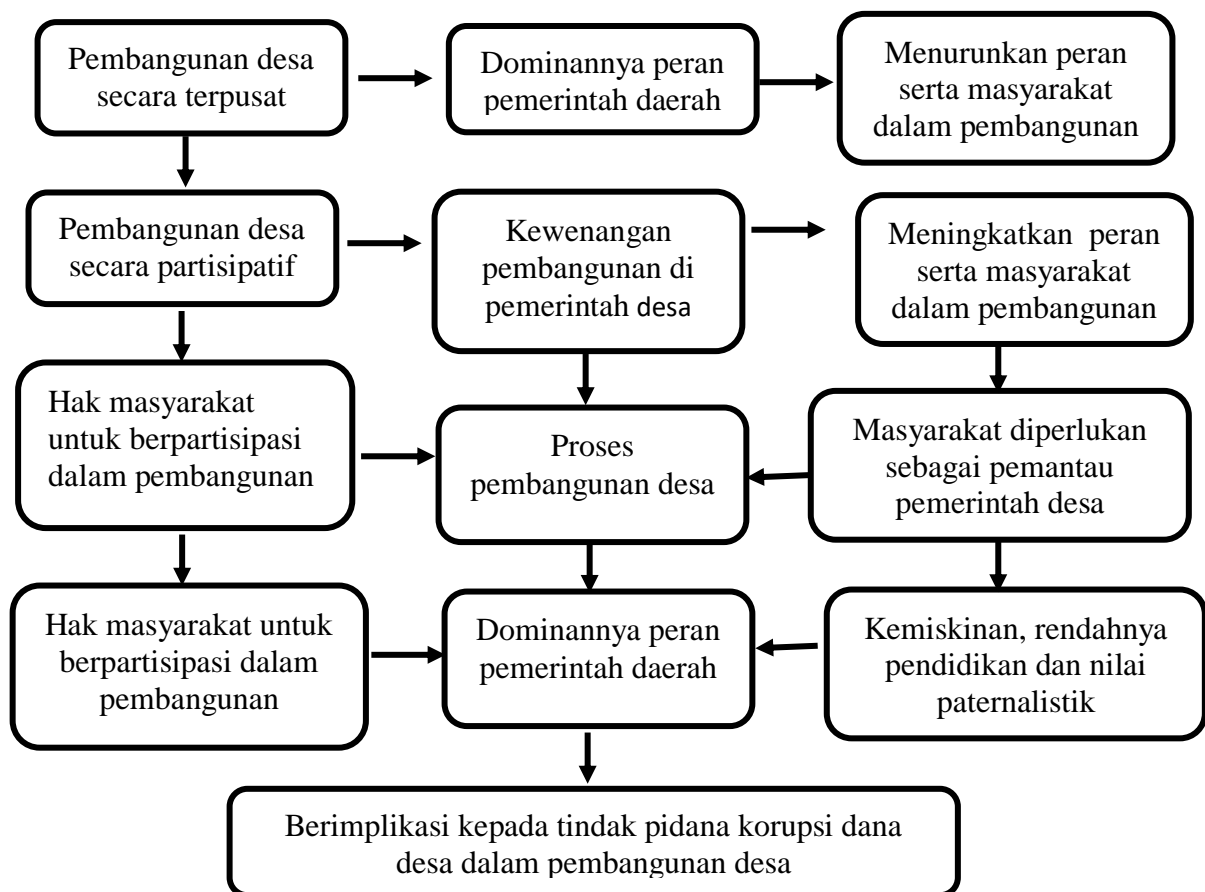 Pembangunan desa
secara terpusat
Dominannya peran
pemerintah daerah
Menurunkan peran
serta masyarakat
dalam pembangunan
Pembangunan desa
secara partisipatif
Kewenangan
pembangunan di
pemerintah desa
Meningkatkan peran
serta masyarakat
dalam pembangunan
Hak masyarakat
untuk berpartisipasi
dalam pembangunan
Proses
pembangunan desa
Masyarakat diperlukan
sebagai pemantau
pemerintah desa
Hak masyarakat untuk
berpartisipasi dalam
pembangunan
Dominannya peran
pemerintah daerah
Kemiskinan, rendahnya
pendidikan dan nilai
paternalistik
Berimplikasi kepada tindak pidana korupsi dana
desa dalam pembangunan desa